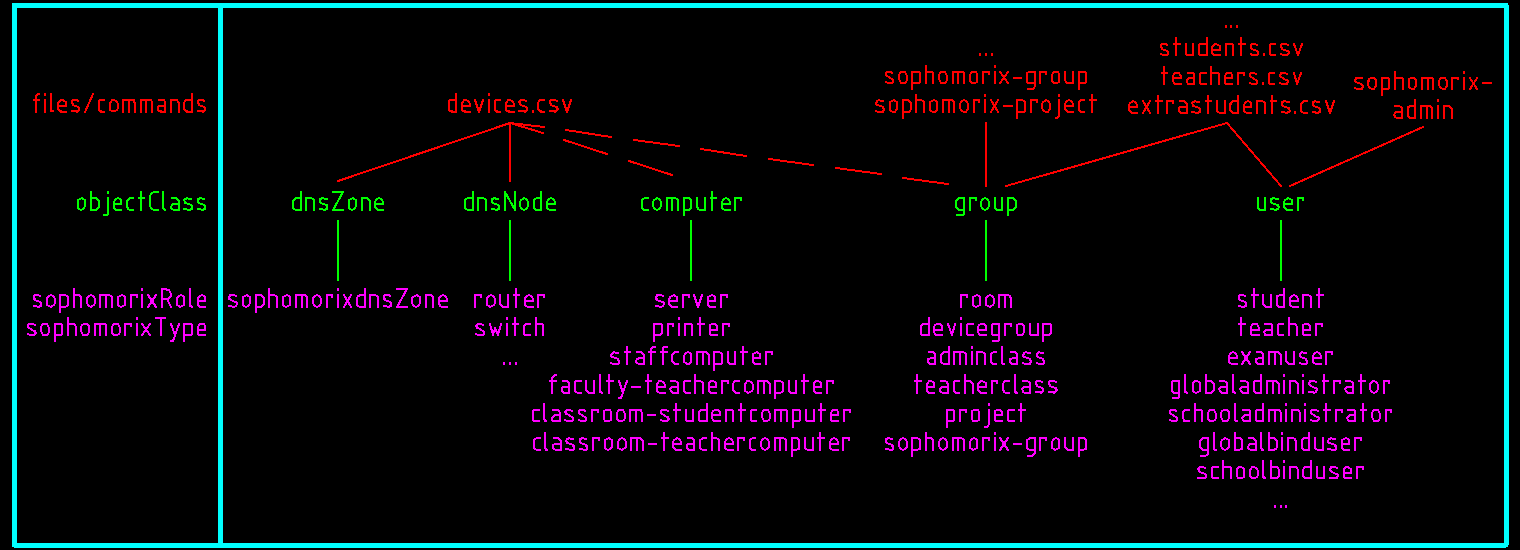 ...
students.csv
...
sophomorix-group
teachers.csv
sophomorix-
files/commands devices.csv sophomorix-project extrastudents.csv admin
objectClass dnsZone dnsNode computer group user
sophomorixRole sophomorixdnsZone router server room student
sophomorixType switch printer devicegroup teacher
... staffcomputer adminclass examuser
faculty-teachercomputer teacherclass globaladministrator
classroom-studentcomputer project schooladministrator
classroom-teachercomputer sophomorix-group globalbinduser
schoolbinduser
...